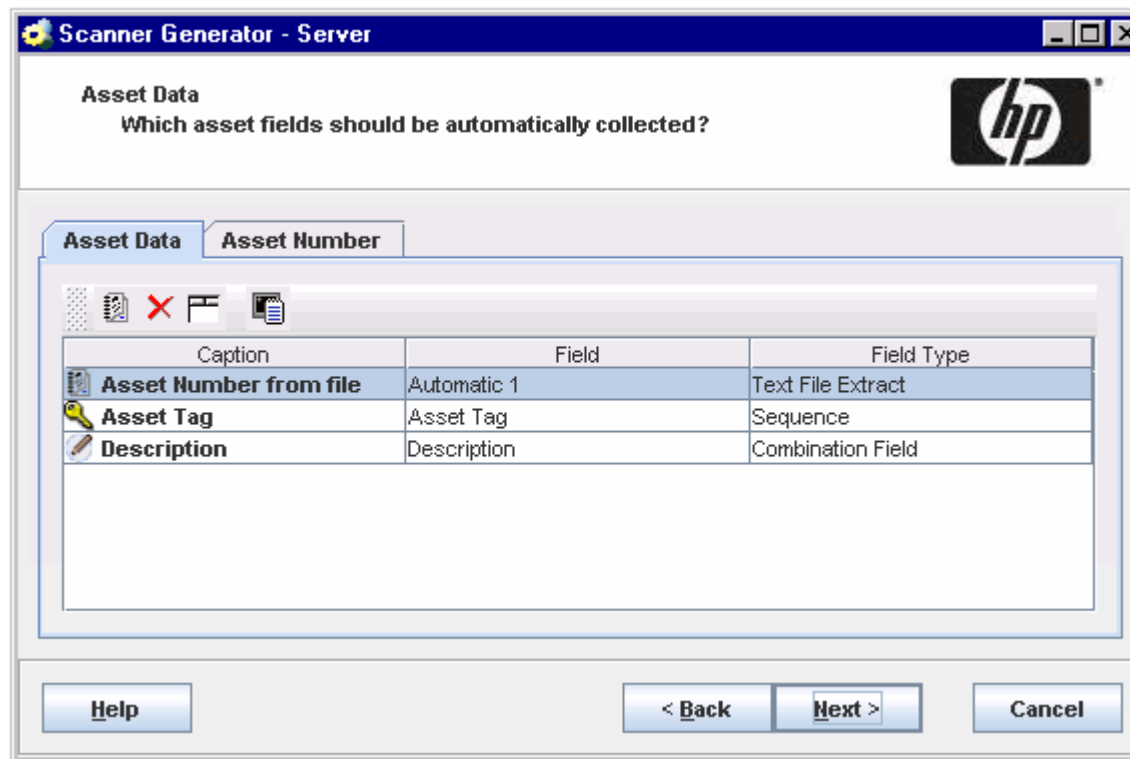 Scanner Generator - Server
Asset Data
Which asset fields should be automatically collected?
hp
Asset Data Asset Number
Caption Field Field Type
Asset Number from file Automatic 1 Text File Extract
Asset Tag Asset Tag Sequence
Description Description Combination Field
Help < Back Next > Cancel